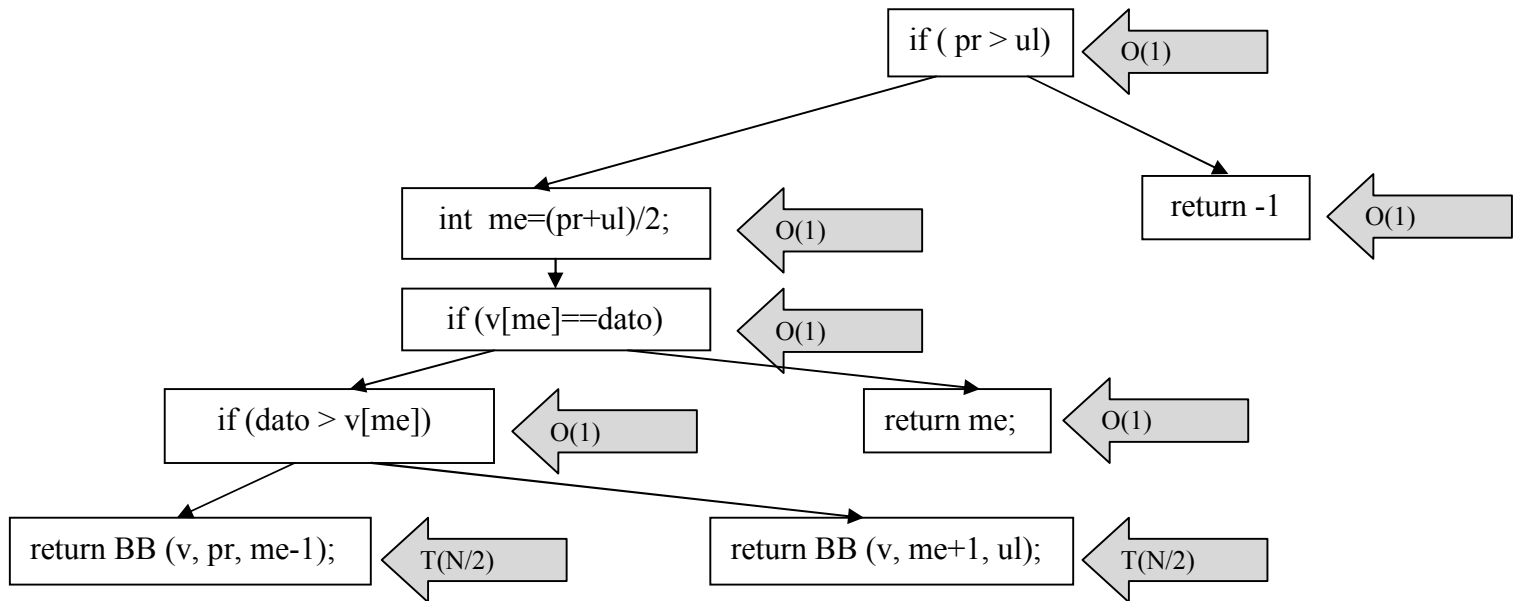 if ( pr > ul)
O(1)
int  me=(pr+ul)/2;
O(1)
return -1
O(1)
if (v[me]==dato)
O(1)
if (dato > v[me])
O(1)
return me;
O(1)
return BB (v, pr, me-1);
T(N/2)
return BB (v, me+1, ul);
T(N/2)